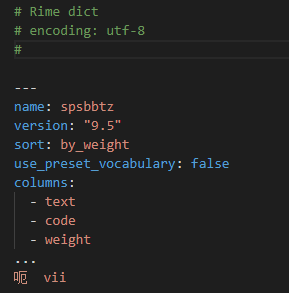 # Rime dict
# encoding: utf-8
#
---
name: spsbbtz
version: "9.5"
sort: by_weight
use_preset_vocabulary: false
columns:
  - text
  - code
  - weight
...
呃	vii